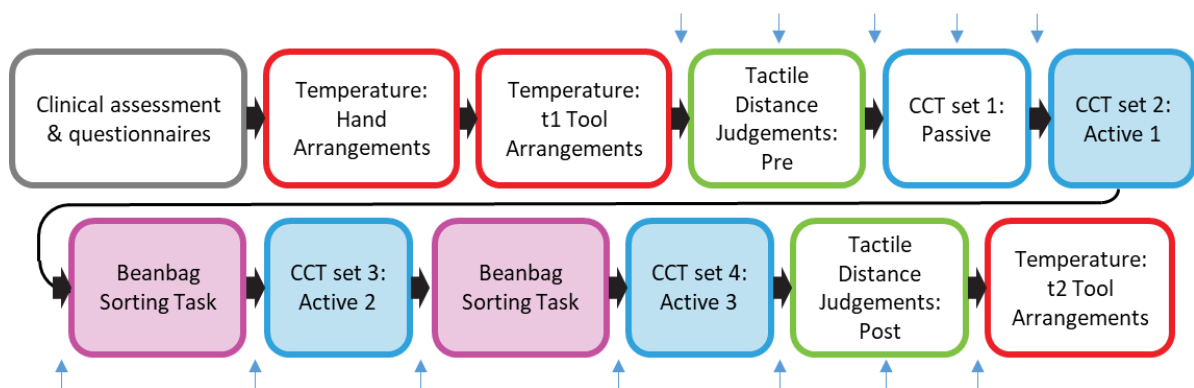 Clinical assessment
& questionnaires
Temperature:
Hand
Arrangements
Temperature:
t1 Tool
Arrangements
Tactile
Distance
Judgements:
Pre
CCT set 1:
Passive
CCT set 2:
Active 1
Beanbag
Sorting Task
CCT set 3:
Active 2
Beanbag
Sorting Task
CCT set 4:
Active 3
Tactile
Distance
Judgements:
Post
Temperature:
t2 Tool
Arrangements